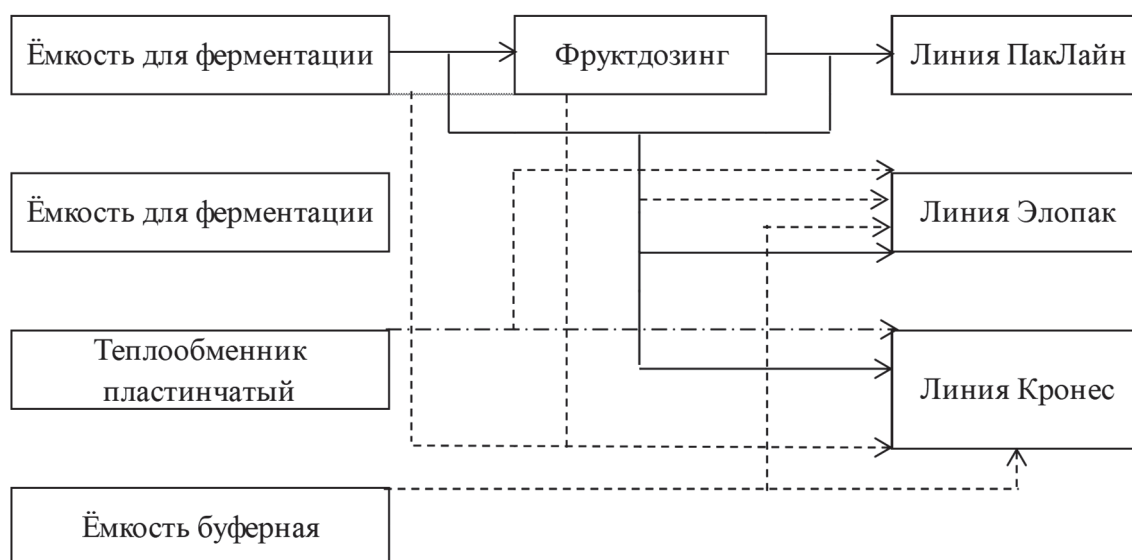 Ёмкость для ферментации
Фруктдозинг
Линия ПакЛайн
Ёмкость для ферментации
Линия Элопак
Теплообменник
пластинчатый
Линия Кронес
Ёмкость буферная